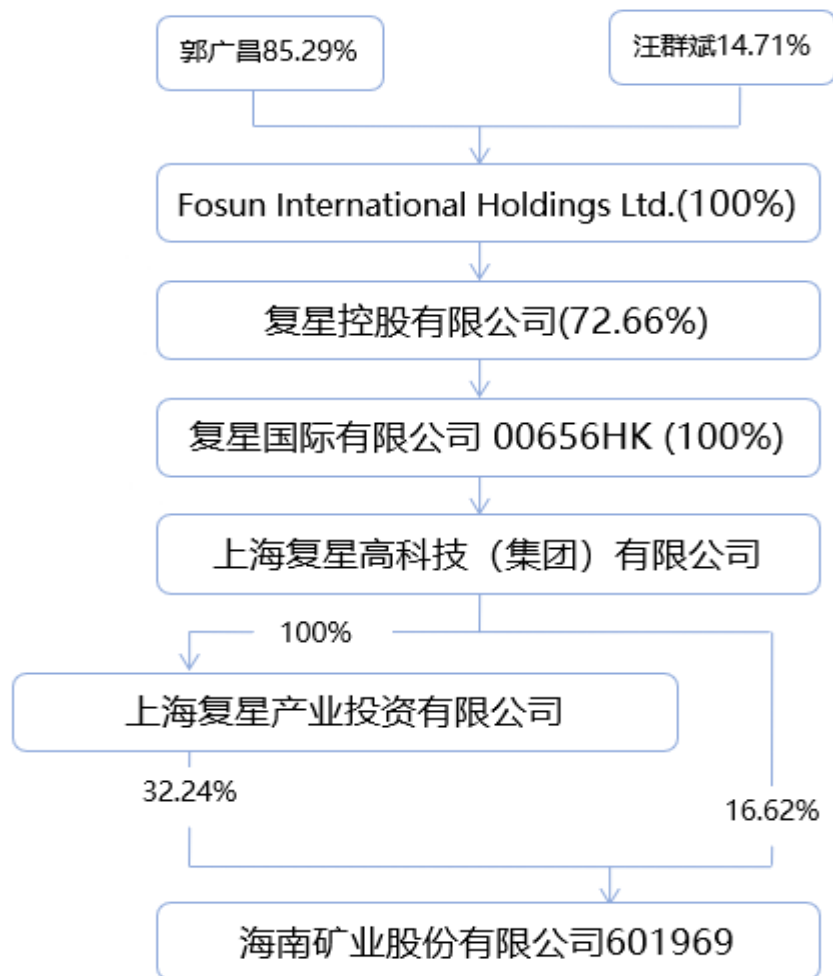 郭广昌85.29%
汪群斌14.71%
Fosun International Holdings Ltd.(100%)
复星控股有限公司(72.66%)
复星国际有限公司 00656HK (100%)
上海复星高科技（集团）有限公司
100%
上海复星产业投资有限公司
32.24%
16.62%
海南矿业股份有限公司601969